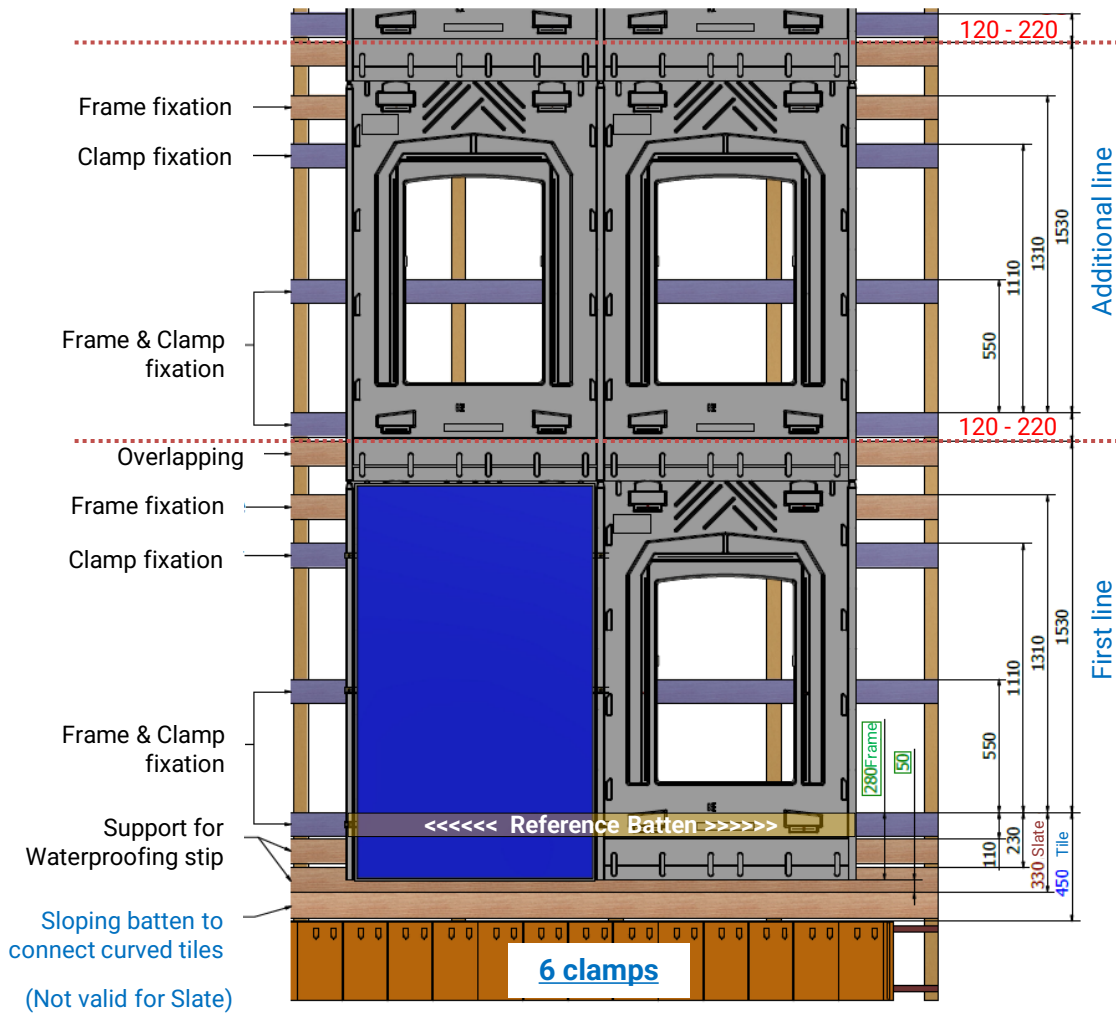 120 - 220
Frame fixation
Clamp fixation
Frame & Clamp
fixation
550
1110
1310
1530
Additional line
120 - 220
Overlapping
Frame fixation
Clamp fixation
Frame & Clamp
fixation
550
1110
1310
1530
First line
280Frame
50
<<<<<< Reference Batten >>>>>>
Support for
Waterproofing stip
110
230
330 Slate
450 Tile
Sloping batten to
connect curved tiles
(Not valid for Slate)
6 clamps